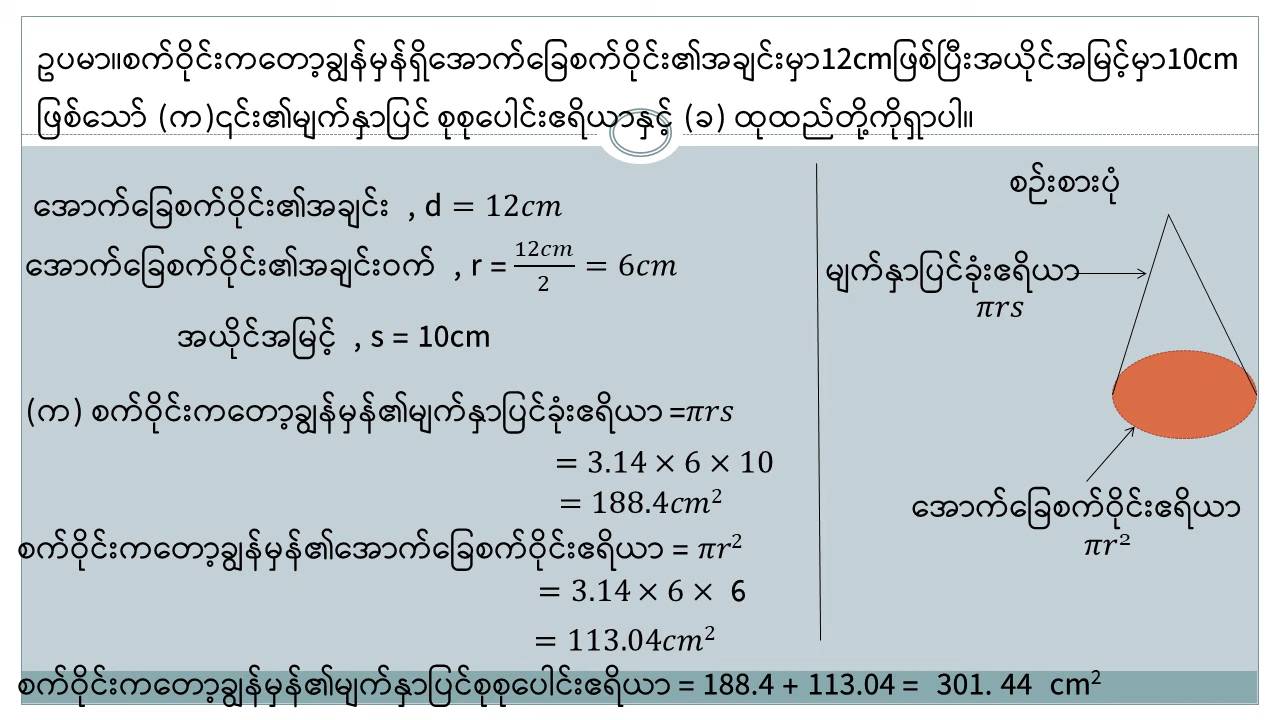 ဥပမာ။စက်ဝိုင်းကတော့ချွန်မှန်ရှိအောက်ခြေစက်ဝိုင်း၏အချင်းမှာ12cmဖြစ်ပြီးအယိုင်အမြင့်မှာ10cm
ဖြစ်သော် (က)၎င်း၏မျက်နှာပြင် စုစုပေါင်းဧရိယာနှင့် (ခ) ထုထည်တို့ကိုရှာပါ။
အောက်ခြေစက်ဝိုင်း၏အချင်း , d = 12cm
အောက်ခြေစက်ဝိုင်း၏အချင်းဝက် , r = 12cm/2 = 6cm
အယိုင်အမြင့် , s = 10cm
(က) စက်ဝိုင်းကတော့ချွန်မှန်၏မျက်နှာပြင်ခုံးဧရိယာ =πrs
= 3.14 × 6 × 10
= 188.4cm²
စက်ဝိုင်းကတော့ချွန်မှန်၏အောက်ခြေစက်ဝိုင်းဧရိယာ = πr²
= 3.14 × 6 × 6
= 113.04cm²
စက်ဝိုင်းကတော့ချွန်မှန်၏မျက်နှာပြင်စုစုပေါင်းဧရိယာ = 188.4 + 113.04 = 301. 44 cm²
စဉ်းစားပုံ
မျက်နှာပြင်ခုံးဧရိယာ
πrs
အောက်ခြေစက်ဝိုင်းဧရိယာ
πr²